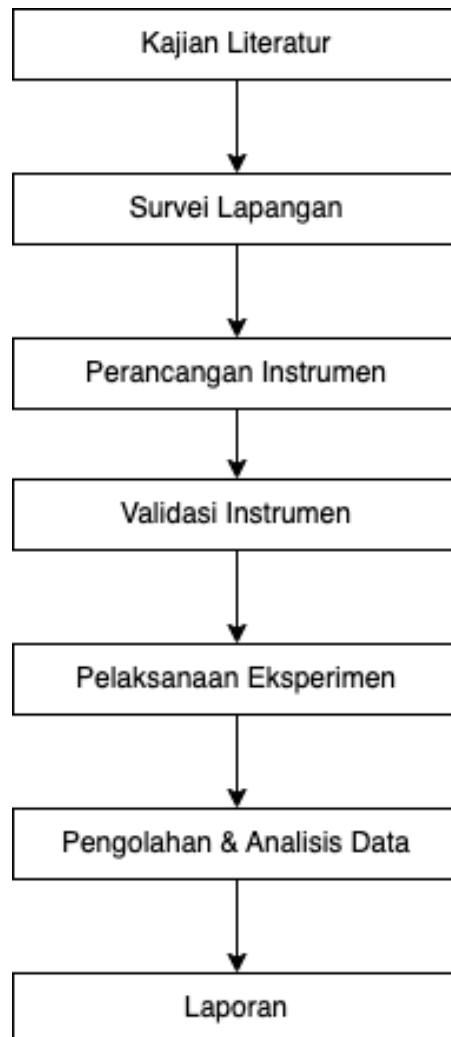 Kajian Literatur
Survei Lapangan
Perancangan Instrumen
Validasi Instrumen
Pelaksanaan Eksperimen
Pengolahan & Analisis Data
Laporan